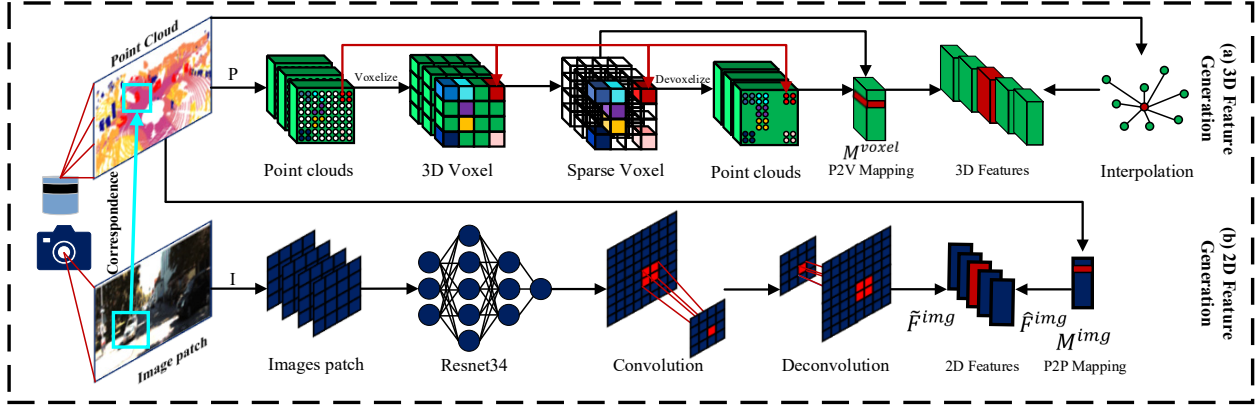 Point Cloud
P
Voxelize
Devoxelize
Point clouds
3D Voxel
Sparse Voxel
Point clouds
M^{voxel}
P2V Mapping
3D Features
Interpolation
(a) 3D Feature
Generation
Correspondence
Image patch
I
Images patch
Resnet34
Convolution
Deconvolution
F̃^{img}
F̂^{img}
2D Features
M^{img}
P2P Mapping
(b) 2D Feature
Generation